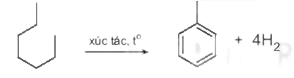 xúc tác, t° + 4H₂